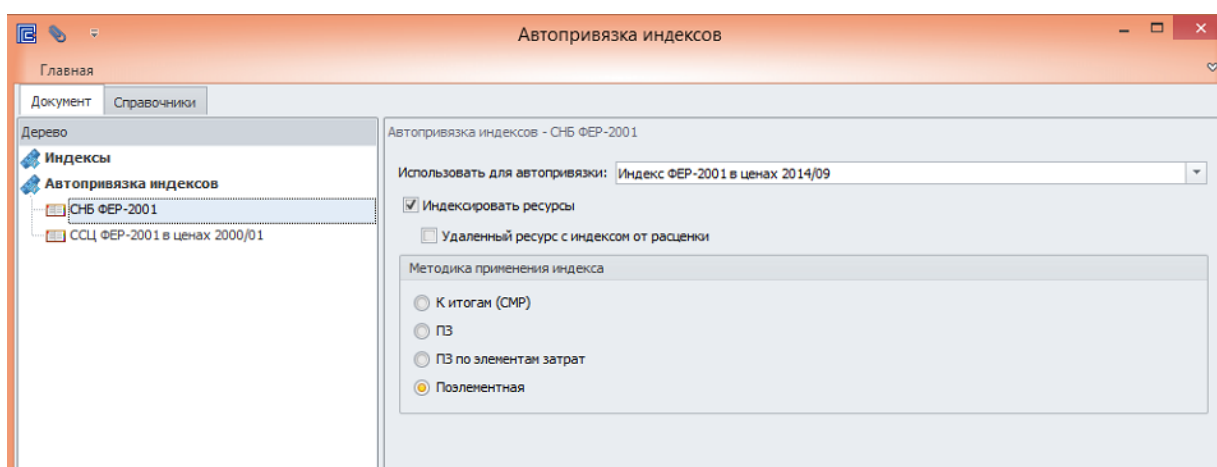 Автопривязка индексов
Главная
Документ Справочники
Дерево
Индексы
Автопривязка индексов
СНБ ФЕР-2001
ССЦ ФЕР-2001 в ценах 2000/01
Автопривязка индексов - СНБ ФЕР-2001
Использовать для автопривязки: Индекс ФЕР-2001 в ценах 2014/09
Индексировать ресурсы
Удаленный ресурс с индексом от расценки
Методика применения индекса
К итогам (СМР)
ПЗ
ПЗ по элементам затрат
Поэлементная